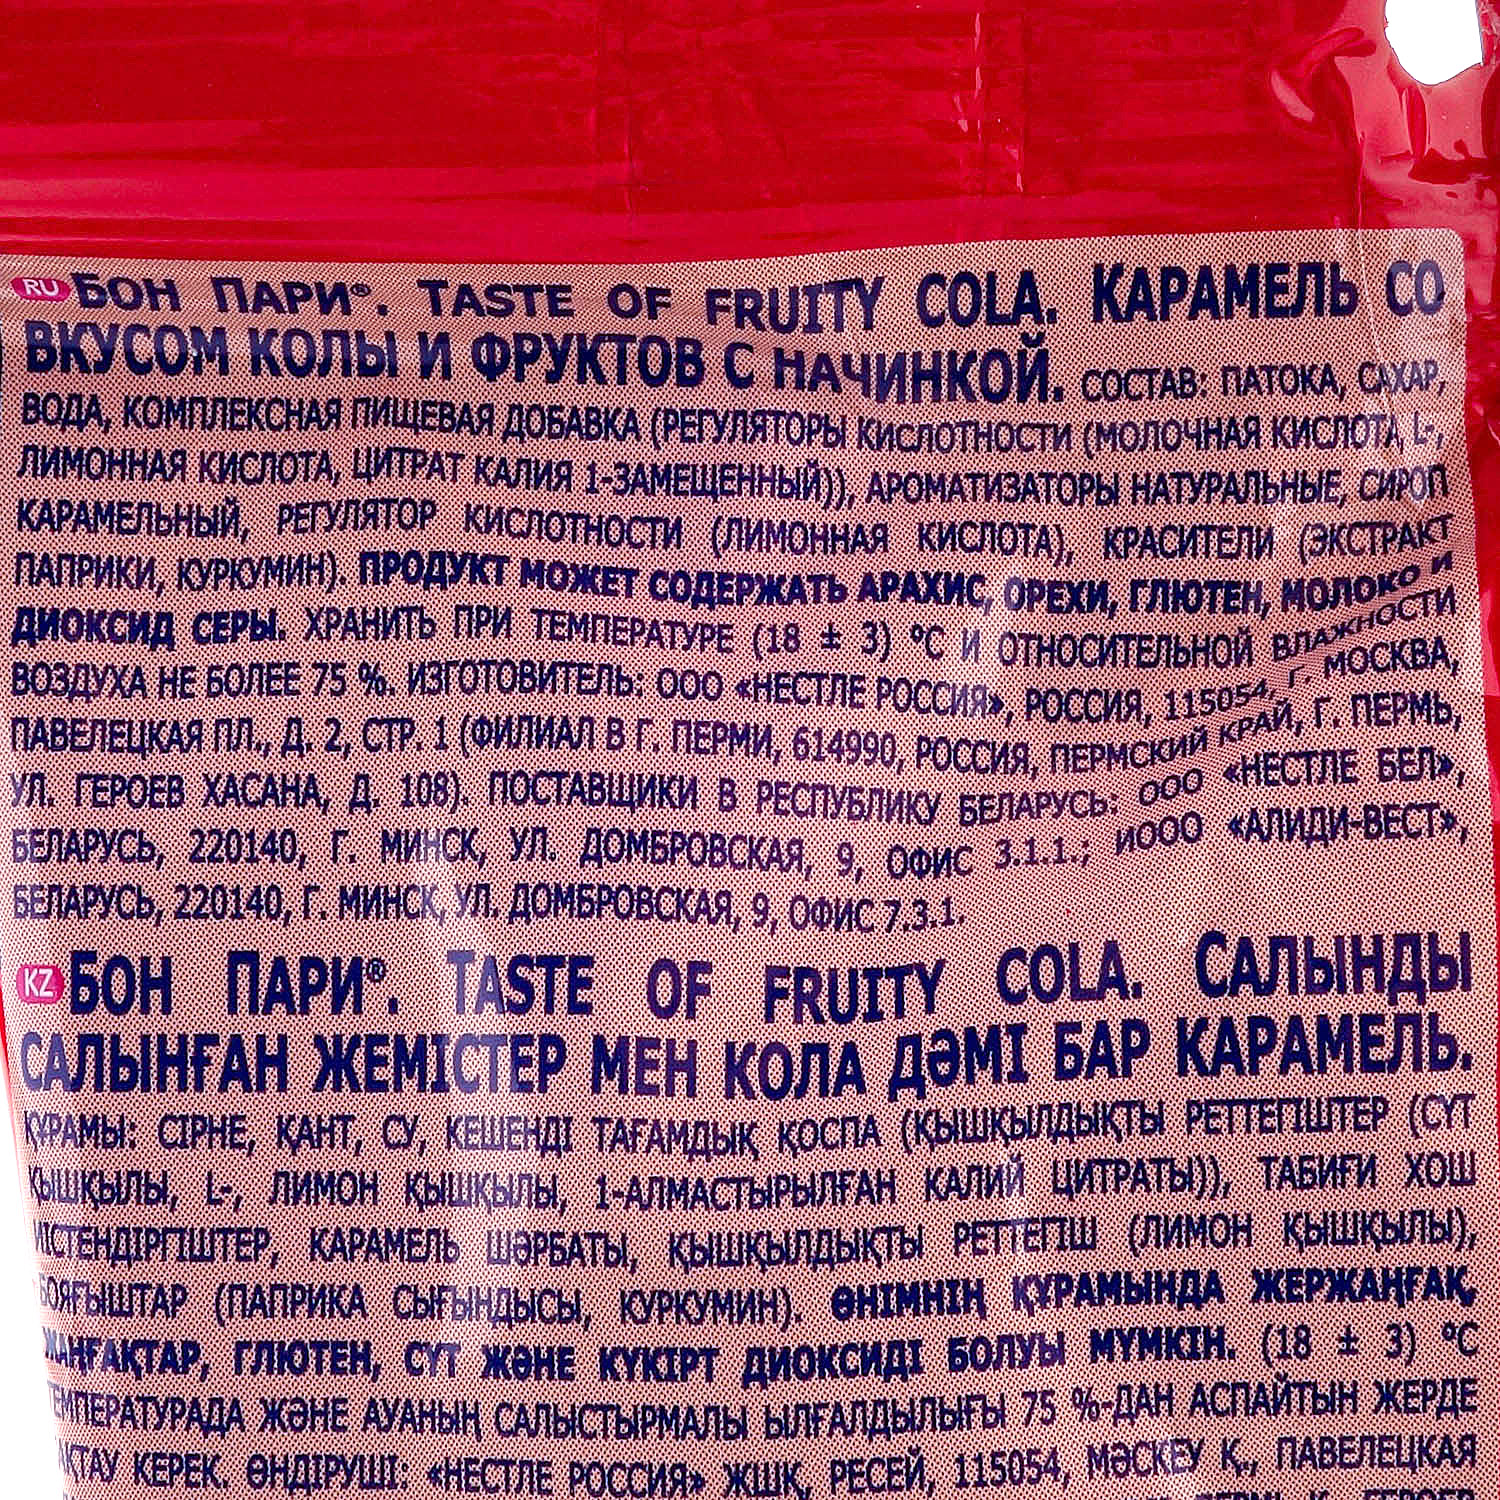 RU БОН ПАРИ®. TASTE OF FRUITY COLA. КАРАМЕЛЬ СО
ВКУСОМ КОЛЫ И ФРУКТОВ С НАЧИНКОЙ. СОСТАВ: ПАТОКА, САХАР,
ВОДА, КОМПЛЕКСНАЯ ПИЩЕВАЯ ДОБАВКА (РЕГУЛЯТОРЫ КИСЛОТНОСТИ (МОЛОЧНАЯ КИСЛОТА, L-,
ЛИМОННАЯ КИСЛОТА, ЦИТРАТ КАЛИЯ 1-ЗАМЕЩЕННЫЙ)), АРОМАТИЗАТОРЫ НАТУРАЛЬНЫЕ, СИРОП
КАРАМЕЛЬНЫЙ, РЕГУЛЯТОР КИСЛОТНОСТИ (ЛИМОННАЯ КИСЛОТА), КРАСИТЕЛИ (ЭКСТРАКТ
ПАПРИКИ, КУРКУМИН). ПРОДУКТ МОЖЕТ СОДЕРЖАТЬ АРАХИС, ОРЕХИ, ГЛЮТЕН, МОЛОКО И
ДИОКСИД СЕРЫ. ХРАНИТЬ ПРИ ТЕМПЕРАТУРЕ (18 ± 3) ºС И ОТНОСИТЕЛЬНОЙ ВЛАЖНОСТИ
ВОЗДУХА НЕ БОЛЕЕ 75 %. ИЗГОТОВИТЕЛЬ: ООО «НЕСТЛЕ РОССИЯ», РОССИЯ, 115054, Г. МОСКВА,
ПАВЕЛЕЦКАЯ ПЛ., Д. 2, СТР. 1 (ФИЛИАЛ В Г. ПЕРМИ, 614990, РОССИЯ, ПЕРМСКИЙ КРАЙ, Г. ПЕРМЬ,
УЛ. ГЕРОЕВ ХАСАНА, Д. 108). ПОСТАВЩИКИ В РЕСПУБЛИКУ БЕЛАРУСЬ: ООО «НЕСТЛЕ БЕЛ»,
БЕЛАРУСЬ, 220140, Г. МИНСК, УЛ. ДОМБРОВСКАЯ, 9, ОФИС 3.1.1.; ИООО «АЛИДИ-ВЕСТ»,
БЕЛАРУСЬ, 220140, Г. МИНСК, УЛ. ДОМБРОВСКАЯ, 9, ОФИС 7.3.1.
KZ БОН ПАРИ®. TASTE OF FRUITY COLA. САЛЫНДЫ
САЛЫНҒАН ЖЕМІСТЕР МЕН КОЛА ДӘМІ БАР КАРАМЕЛЬ.
ҚҰРАМЫ: СІРНЕ, ҚАНТ, СУ, КЕШЕНДІ ТАҒАМДЫҚ ҚОСПА (ҚЫШҚЫЛДЫҚТЫ РЕТТЕГІШТЕР (СҮТ
ҚЫШҚЫЛЫ, L-, ЛИМОН ҚЫШҚЫЛЫ, 1-АЛМАСТЫРЫЛҒАН КАЛИЙ ЦИТРАТЫ)), ТАБИҒИ ХОШ
ИІСТЕНДІРГІШТЕР, КАРАМЕЛЬ ШӘРБАТЫ, ҚЫШҚЫЛДЫҚТЫ РЕТТЕГІШ (ЛИМОН ҚЫШҚЫЛЫ),
БОЯҒЫШТАР (ПАПРИКА СЫҒЫНДЫСЫ, КУРКУМИН). ӨНІМНІҢ ҚҰРАМЫНДА ЖЕРЖАҢҒАҚ,
ЖАҢҒАҚТАР, ГЛЮТЕН, СҮТ ЖӘНЕ КҮКІРТ ДИОКСИДІ БОЛУЫ МҮМКІН. (18 ± 3) ºС
ТЕМПЕРАТУРАДА ЖӘНЕ АУАНЫҢ САЛЫСТЫРМАЛЫ ЫЛҒАЛДЫЛЫҒЫ 75 %-ДАН АСПАЙТЫН ЖЕРДЕ
САҚТАУ КЕРЕК. ӨНДІРУШІ: «НЕСТЛЕ РОССИЯ» ЖШҚ, РЕСЕЙ, 115054, МӘСКЕУ Қ., ПАВЕЛЕЦКАЯ